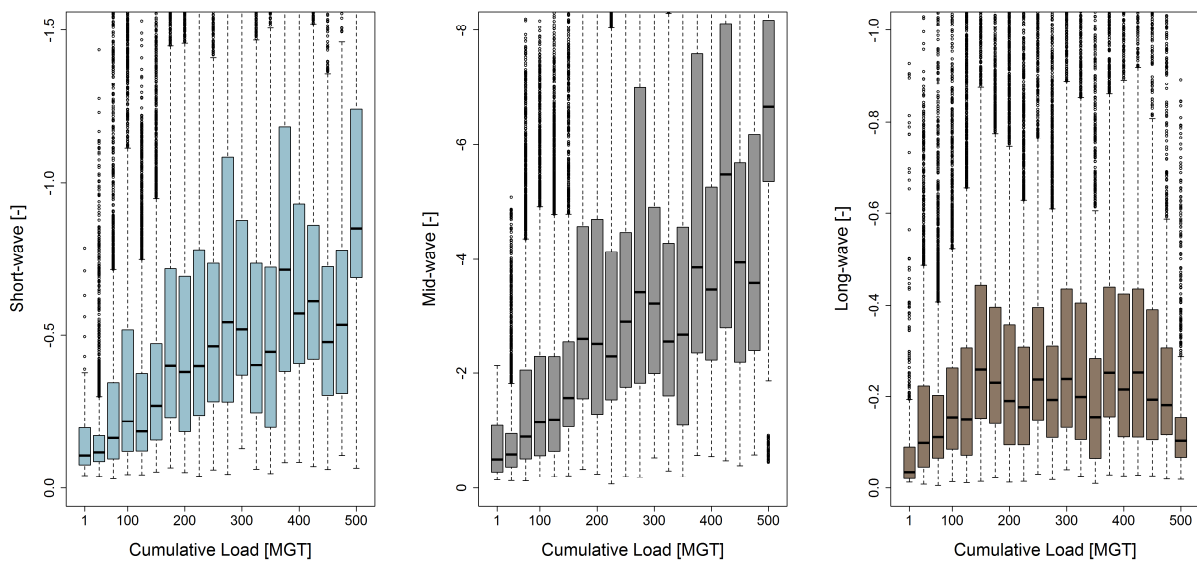 Short-wave [-]
-1.5
-1.0
-0.5
0.0
1 100 200 300 400 500
Cumulative Load [MGT]
Mid-wave [-]
-8
-6
-4
-2
0
1 100 200 300 400 500
Cumulative Load [MGT]
Long-wave [-]
-1.0
-0.8
-0.6
-0.4
-0.2
0.0
1 100 200 300 400 500
Cumulative Load [MGT]